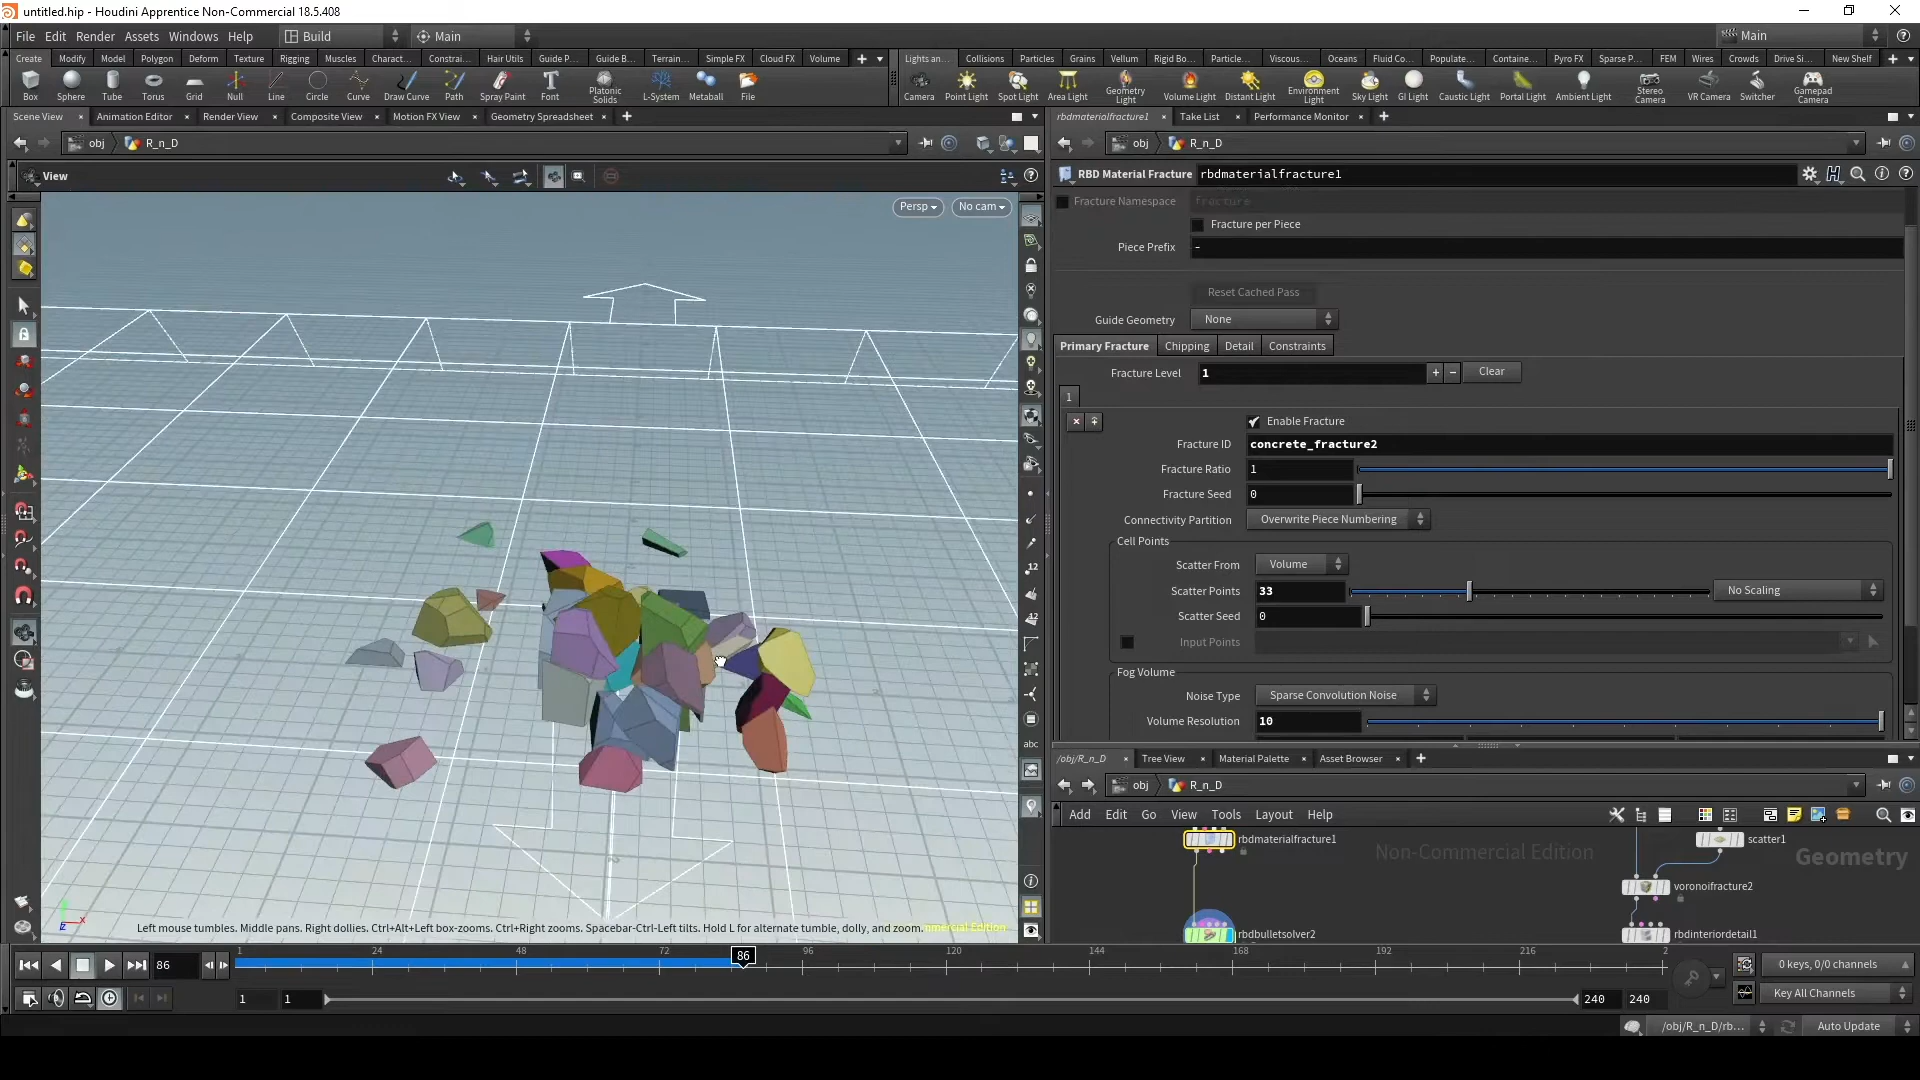 untitled.hip - Houdini Apprentice Non-Commercial 18.5.408
File Edit Render Assets Windows Help Build Main Main
Create Modify Model Polygon Deform Texture Rigging Muscles Charact... Constrai... Hair Utils Guide P... Guide B... Terrain... Simple FX Cloud FX Volume
Lights an... Collisions Particles Grains Vellum Rigid Bo... Particle... Viscous... Oceans Fluid Co... Populate... Containe... Pyro FX Sparse P... FEM Wires Crowds Drive Si... New Shelf
Box Sphere Tube Torus Grid Null Line Circle Curve Draw Curve Path Spray Paint Font Platonic Solids L-System Metaball File
Camera Point Light Spot Light Area Light Geometry Light Volume Light Distant Light Environment Light Sky Light GI Light Caustic Light Portal Light Ambient Light Stereo Camera VR Camera Switcher Gamepad Camera
Scene View Animation Editor Render View Composite View Motion FX View Geometry Spreadsheet
rbdmaterialfracture1 Take List Performance Monitor
obj R_n_D
obj R_n_D
View
RBD Material Fracture rbdmaterialfracture1
Persp No cam
Fracture Namespace fracture
Fracture per Piece
Piece Prefix -
Reset Cached Pass
Guide Geometry None
Primary Fracture Chipping Detail Constraints
Fracture Level 1 + - Clear
1
Enable Fracture
Fracture ID concrete_fracture2
Fracture Ratio 1
Fracture Seed 0
Connectivity Partition Overwrite Piece Numbering
Cell Points
Scatter From Volume
Scatter Points 33 No Scaling
Scatter Seed 0
Input Points
Fog Volume
Noise Type Sparse Convolution Noise
Volume Resolution 10
abc
/obj/R_n_D Tree View Material Palette Asset Browser
obj R_n_D
Add Edit Go View Tools Layout Help
rbdmaterialfracture1
Non-Commercial Edition
scatter1
Geometry
voronoifracture2
rbdbulletsolver2
rbdinteriordetail1
Left mouse tumbles. Middle pans. Right dollies. Ctrl+Alt+Left box-zooms. Ctrl+Right zooms. Spacebar-Ctrl-Left tilts. Hold L for alternate tumble, dolly, and zoom.
mmercial Edition
86 1 24 48 72 86 96 120 144 168 192 216 2
0 keys, 0/0 channels
1 1 240 240
Key All Channels
/obj/R_n_D/rb... Auto Update